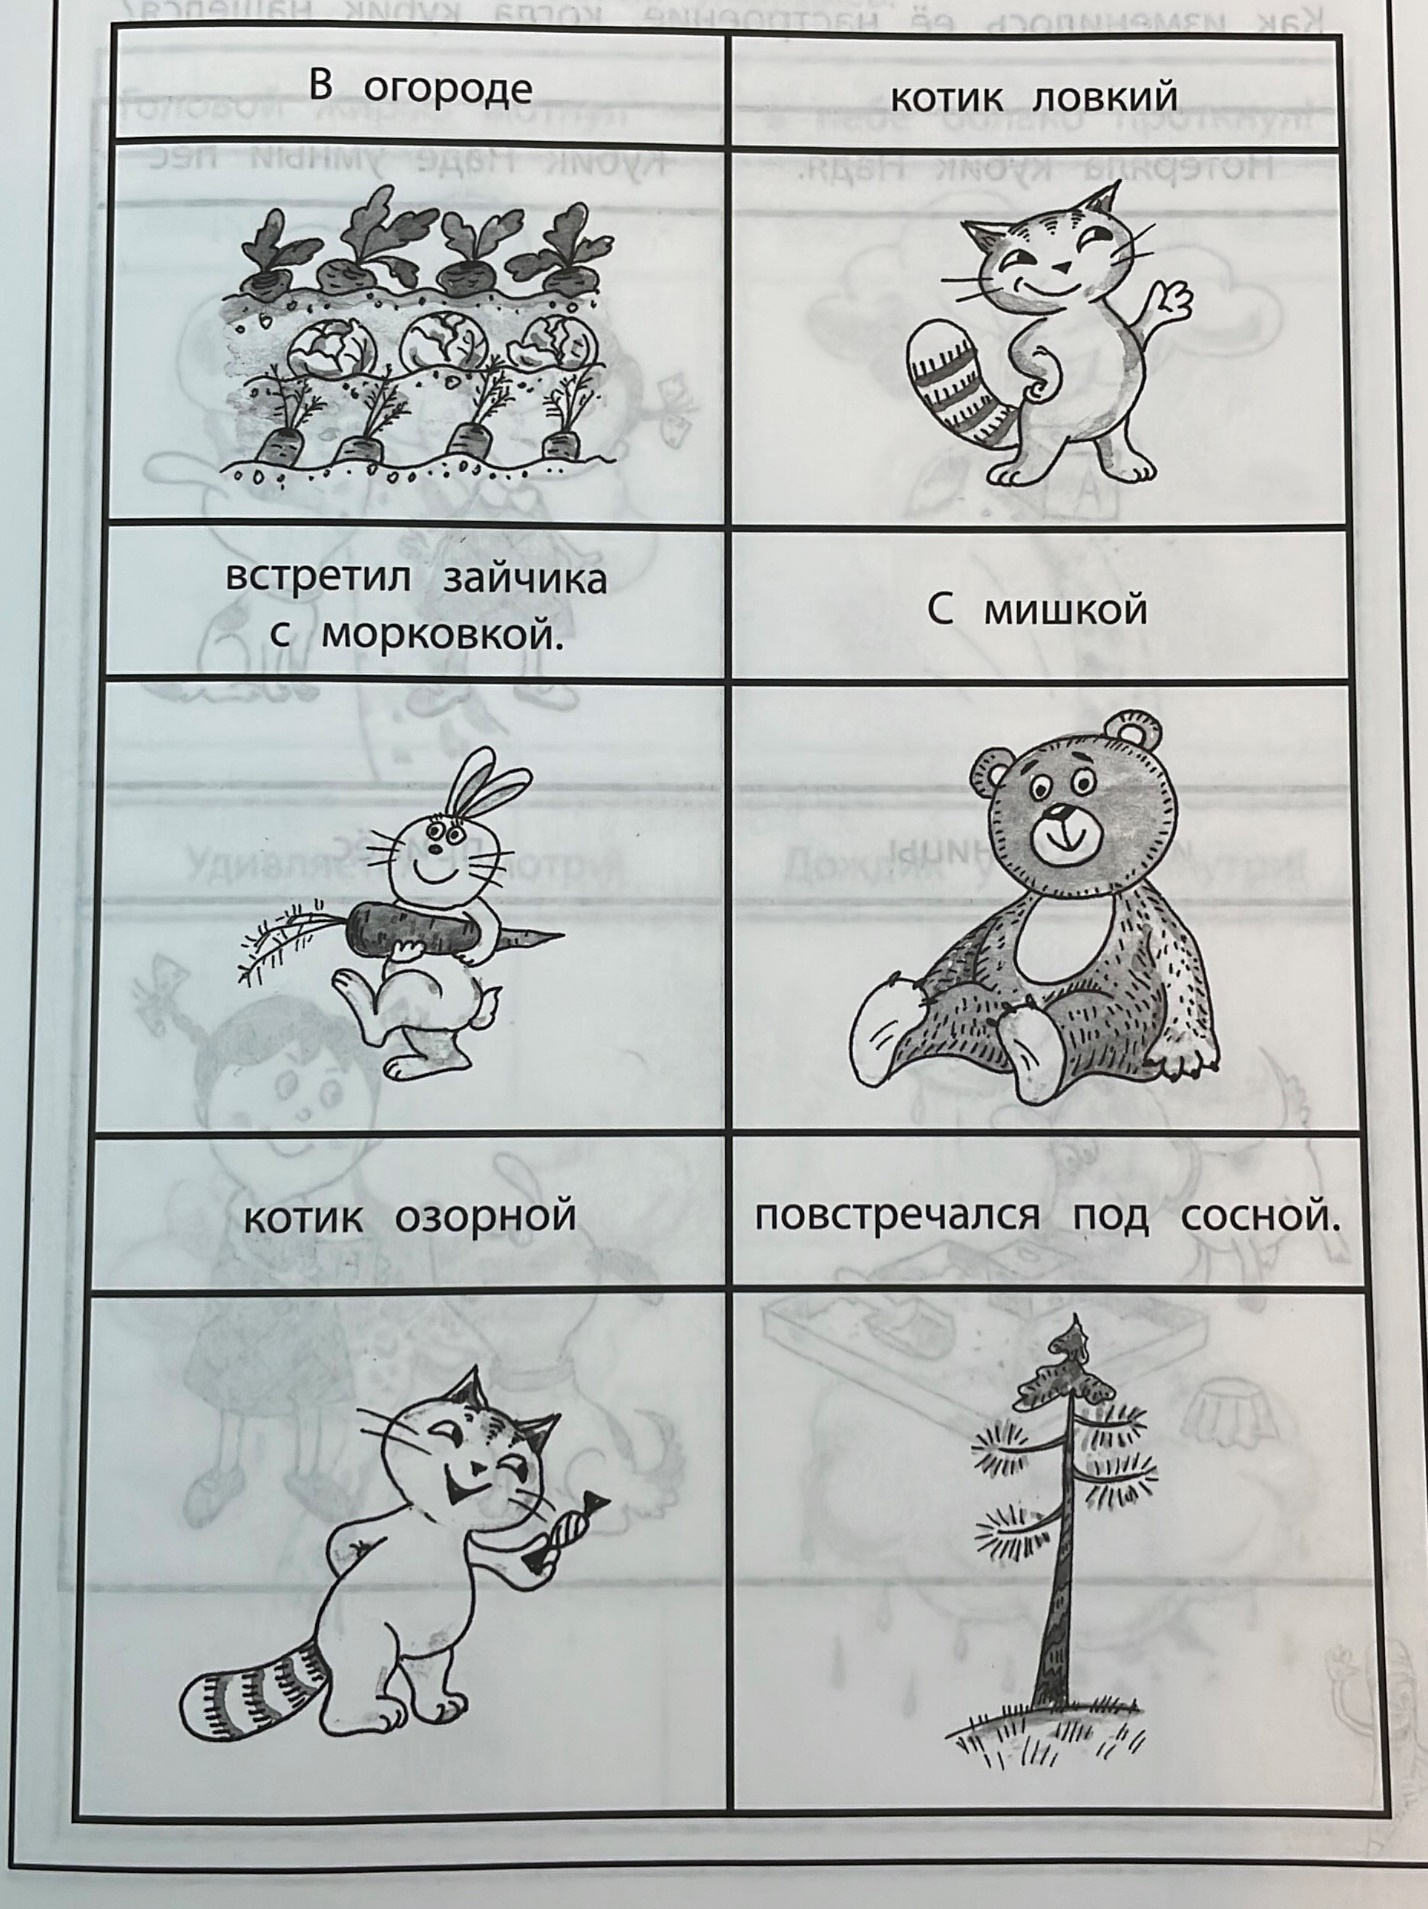 В огороде
котик ловкий
встретил зайчика
с морковкой.
С мишкой
котик озорной
повстречался под сосной.